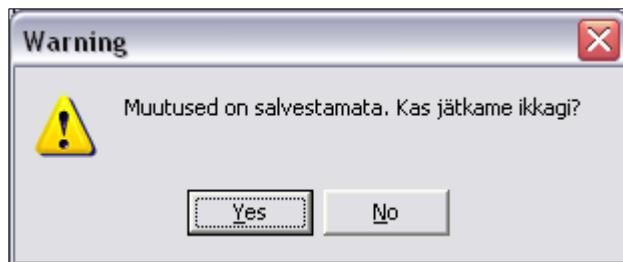 Warning
Muutused on salvestamata. Kas jätkame ikkagi?
Yes
No